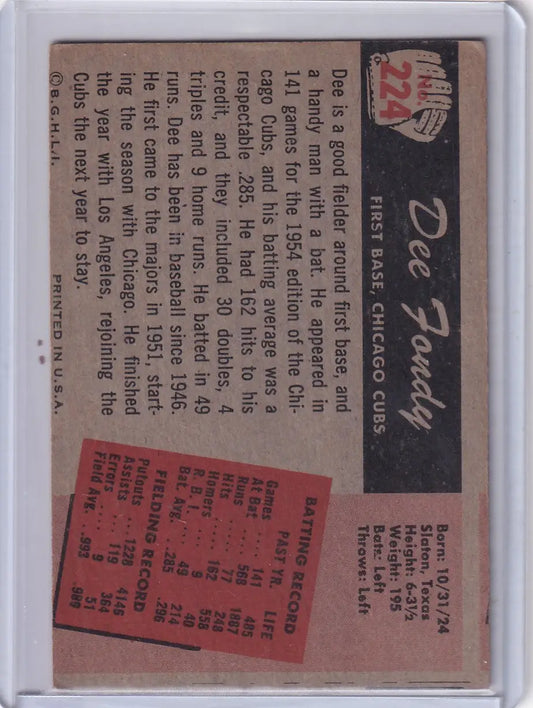 No.
224
Dee Fondy
FIRST BASE, CHICAGO CUBS
Born: 10/31/24
Slaton, Texas
Height: 6-3½
Weight: 195
Bats: Left
Throws: Left
Dee is a good fielder around first base, and
a handy man with a bat. He appeared in
141 games for the 1954 edition of the Chi-
cago Cubs, and his batting average was a
respectable .285. He had 162 hits to his
credit, and they included 30 doubles, 4
triples and 9 home runs. He batted in 49
runs. Dee has been in baseball since 1946.
He first came to the majors in 1951, start-
ing the season with Chicago. He finished
the year with Los Angeles, rejoining the
Cubs the next year to stay.
BATTING RECORD
PAST YR. LIFE
Games .... 141 485
At Bat .... 568 1887
Runs .... 77 248
Hits .... 162 558
Homers .... 9 40
R. B. I. .... 49 214
Bat. Avg. .. .285 .296
FIELDING RECORD
Putouts .... 1228 4146
Assists .... 119 364
Errors .... 9 51
Field Avg. .. .993 .989
© B. G. H. L. I. PRINTED IN U. S. A.